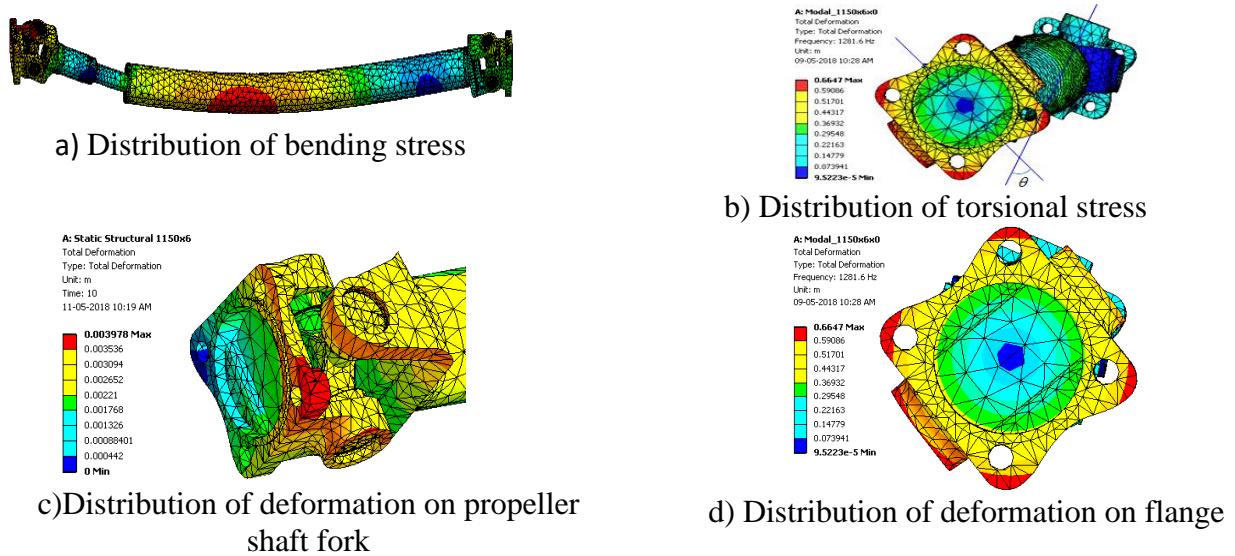 a) Distribution of bending stress
A: Modal_1150x6x0
Total Deformation
Type: Total Deformation
Frequency: 1281.6 Hz
Unit: m
09-05-2018 10:28 AM
0.6647 Max
0.59086
0.51701
0.44317
0.36932
0.29548
0.22163
0.14779
0.073941
9.5223e-5 Min
θ
b) Distribution of torsional stress
A: Static Structural 1150x6
Total Deformation
Type: Total Deformation
Unit: m
Time: 10
11-05-2018 10:19 AM
0.003978 Max
0.003536
0.003094
0.002652
0.00221
0.001768
0.001326
0.00088401
0.000442
0 Min
c)Distribution of deformation on propeller
shaft fork
A: Modal_1150x6x0
Total Deformation
Type: Total Deformation
Frequency: 1281.6 Hz
Unit: m
09-05-2018 10:28 AM
0.6647 Max
0.59086
0.51701
0.44317
0.36932
0.29548
0.22163
0.14779
0.073941
9.5223e-5 Min
d) Distribution of deformation on flange